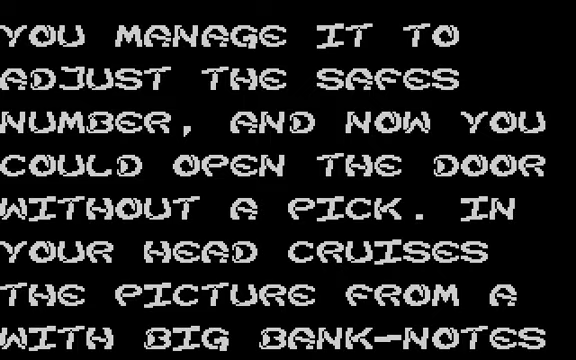 YOU MANAGE IT TO
ADJUST THE SAFES
NUMBER, AND NOW YOU
COULD OPEN THE DOOR
WITHOUT A PICK. IN
YOUR HEAD CRUISES
THE PICTURE FROM A
WITH BIG BANK-NOTES